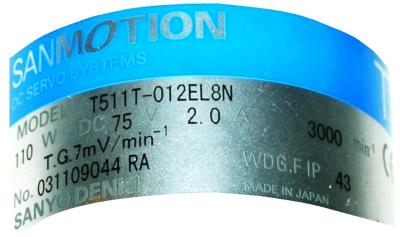 SANMOTION
DC SERVO SYSTEMS
MODEL T511T-012EL8N
110 W DC 75 V 2.0 A 3000 min⁻¹
T.G.7mV/min⁻¹ WDG.F IP 43
No. 031109044 RA MADE IN JAPAN
SANYO DENKI